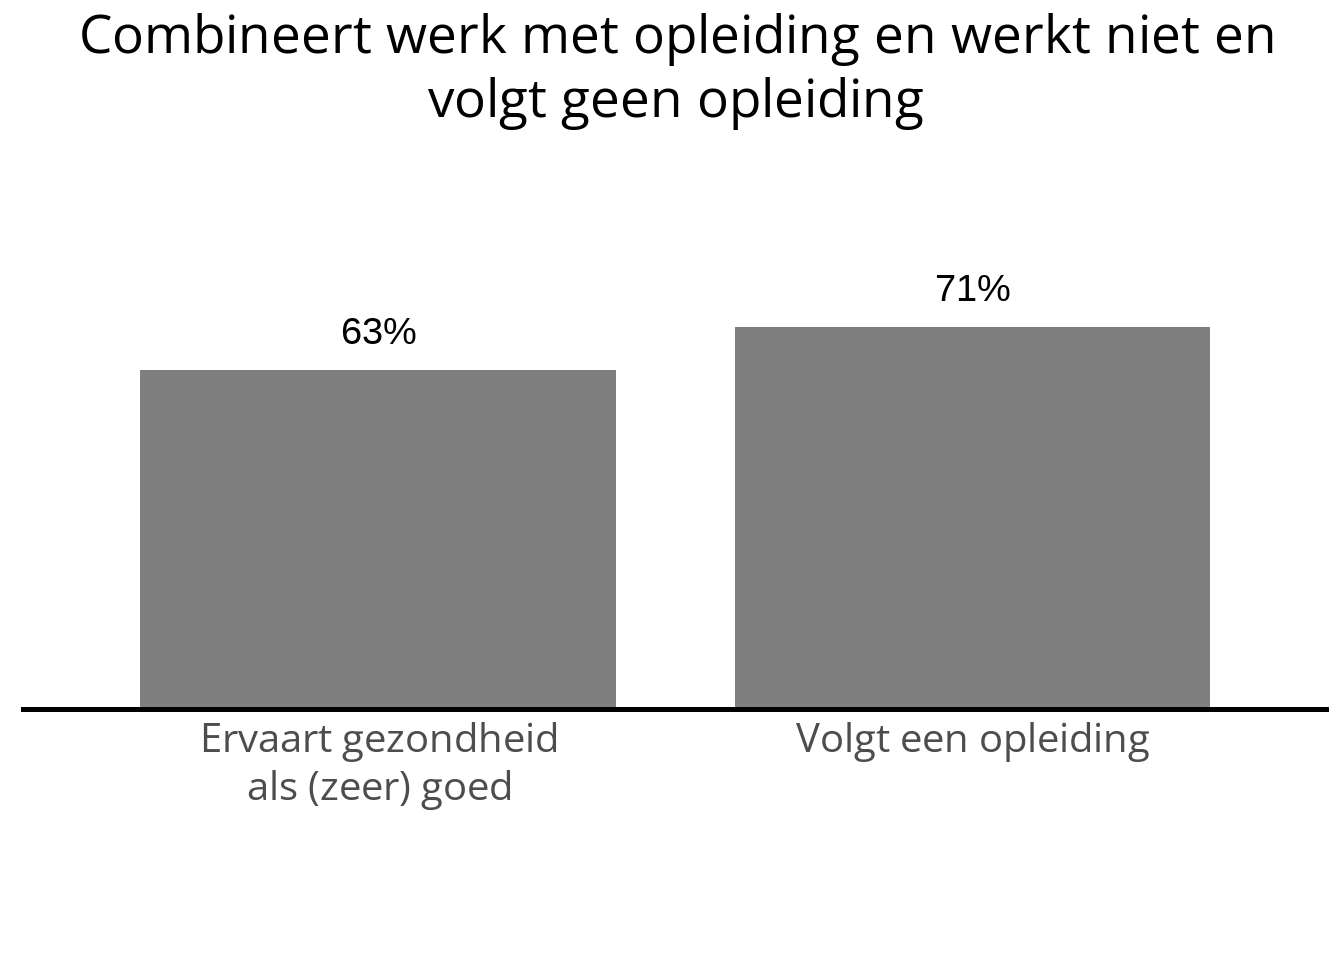 Combineert werk met opleiding en werkt niet en
volgt geen opleiding
63%
71%
Ervaart gezondheid
als (zeer) goed
Volgt een opleiding